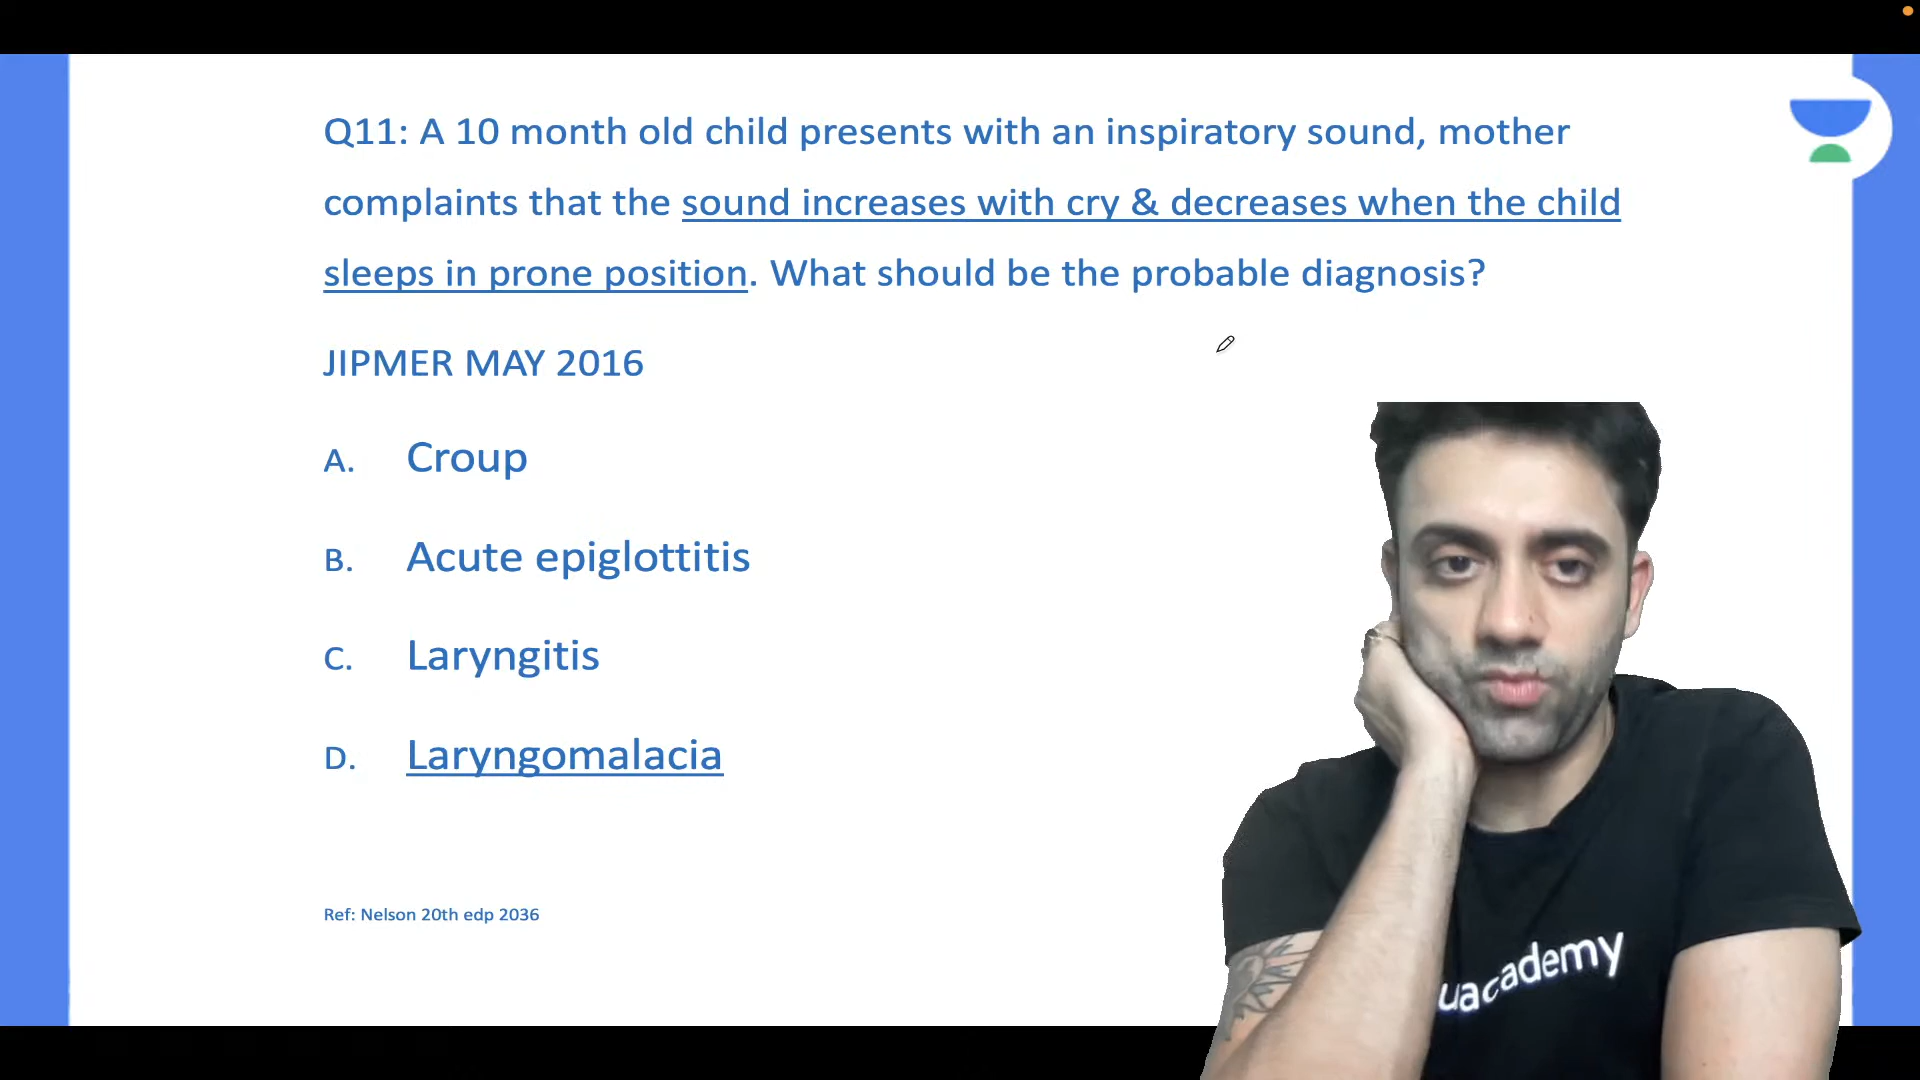 Q11: A 10 month old child presents with an inspiratory sound, mother
complaints that the sound increases with cry & decreases when the child
sleeps in prone position. What should be the probable diagnosis?
JIPMER MAY 2016
A. Croup
B. Acute epiglottitis
C. Laryngitis
D. Laryngomalacia
Ref: Nelson 20th edp 2036
uacademy